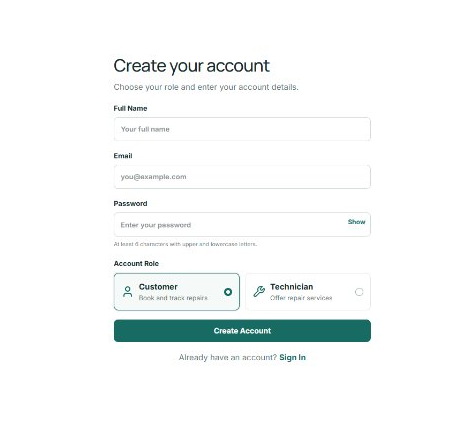 Create your account
Choose your role and enter your account details.
Full Name
Your full name
Email
you@example.com
Password
Enter your password
Show
At least 6 characters with upper and lowercase letters.
Account Role
Customer
Book and track repairs
Technician
Offer repair services
Create Account
Already have an account? Sign In